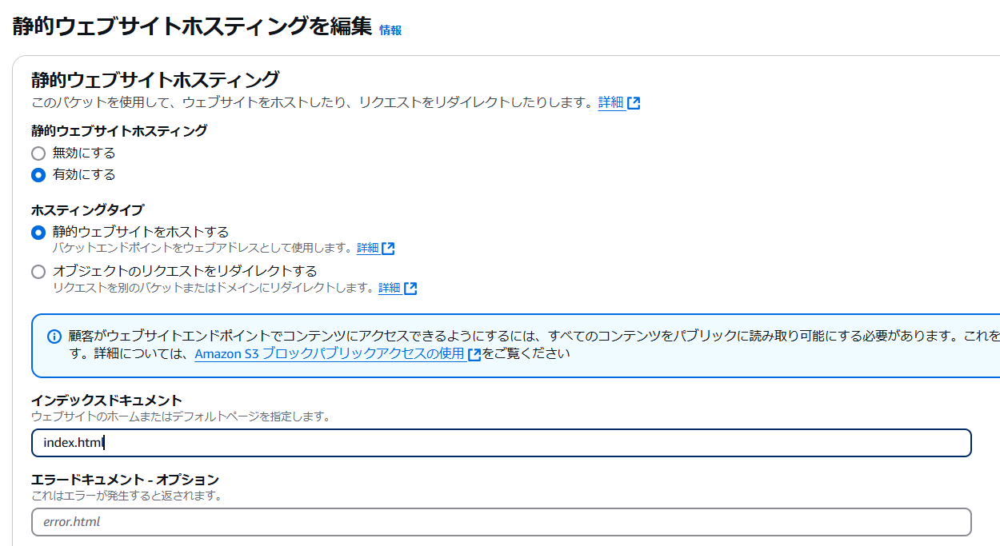 静的ウェブサイトホスティングを編集 情報
静的ウェブサイトホスティング
このバケットを使用して、ウェブサイトをホストしたり、リクエストをリダイレクトしたりします。詳細
静的ウェブサイトホスティング
無効にする
有効にする
ホスティングタイプ
静的ウェブサイトをホストする
バケットエンドポイントをウェブアドレスとして使用します。詳細
オブジェクトのリクエストをリダイレクトする
リクエストを別のバケットまたはドメインにリダイレクトします。詳細
顧客がウェブサイトエンドポイントでコンテンツにアクセスできるようにするには、すべてのコンテンツをパブリックに読み取り可能にする必要があります。これを
す。詳細については、Amazon S3 ブロックパブリックアクセスの使用をご覧ください
インデックスドキュメント
ウェブサイトのホームまたはデフォルトページを指定します。
index.html
エラードキュメント - オプション
これはエラーが発生すると返されます。
error.html